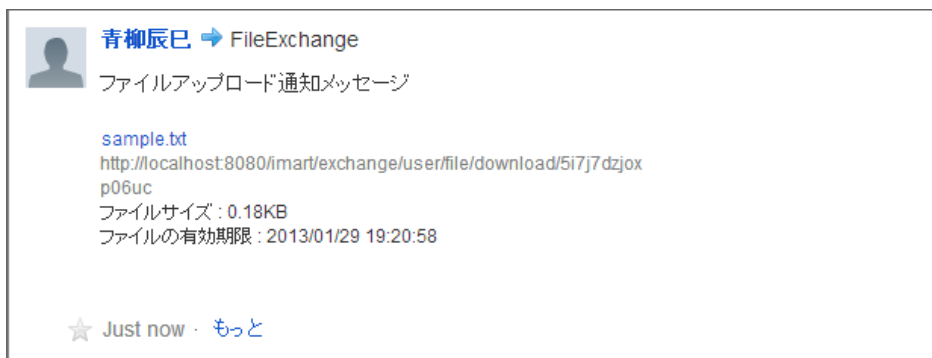 青柳辰巳 ➡ FileExchange
ファイルアップロード通知メッセージ
sample.txt
http://localhost:8080/imart/exchange/user/file/download/5i7j7dzjox
p06uc
ファイルサイズ : 0.18KB
ファイルの有効期限 : 2013/01/29 19:20:58
Just now · もっと